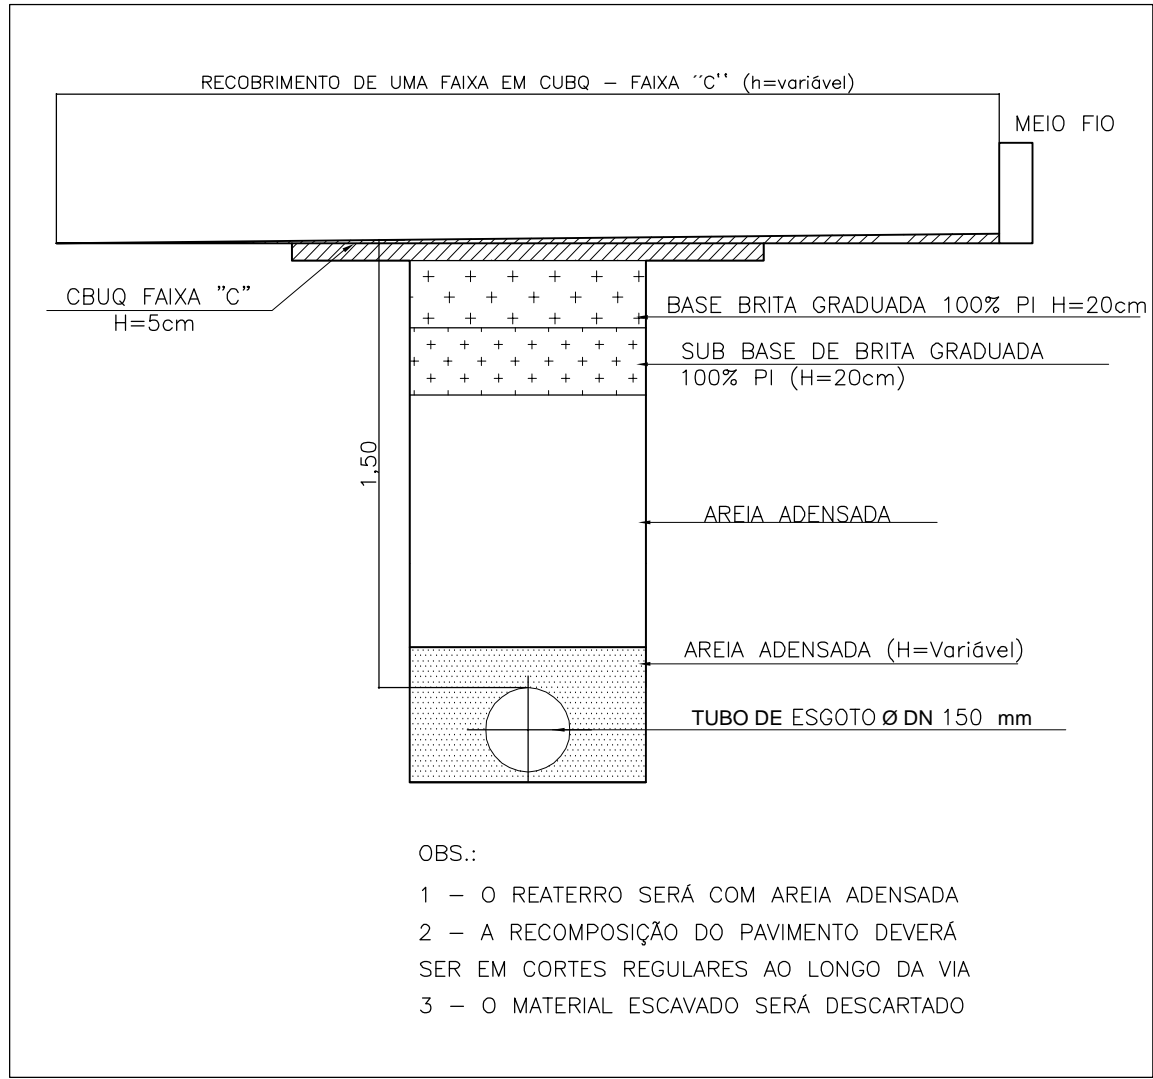 RECOBRIMENTO DE UMA FAIXA EM CUBQ – FAIXA ´´C'' (h=variável)
MEIO FIO
CBUQ FAIXA "C"
H=5cm
BASE BRITA GRADUADA 100% PI H=20cm
SUB BASE DE BRITA GRADUADA
100% PI (H=20cm)
1,50
AREIA ADENSADA
AREIA ADENSADA (H=Variável)
TUBO DE ESGOTO Ø DN 150 mm
OBS.:
1 – O REATERRO SERÁ COM AREIA ADENSADA
2 – A RECOMPOSIÇÃO DO PAVIMENTO DEVERÁ
SER EM CORTES REGULARES AO LONGO DA VIA
3 – O MATERIAL ESCAVADO SERÁ DESCARTADO